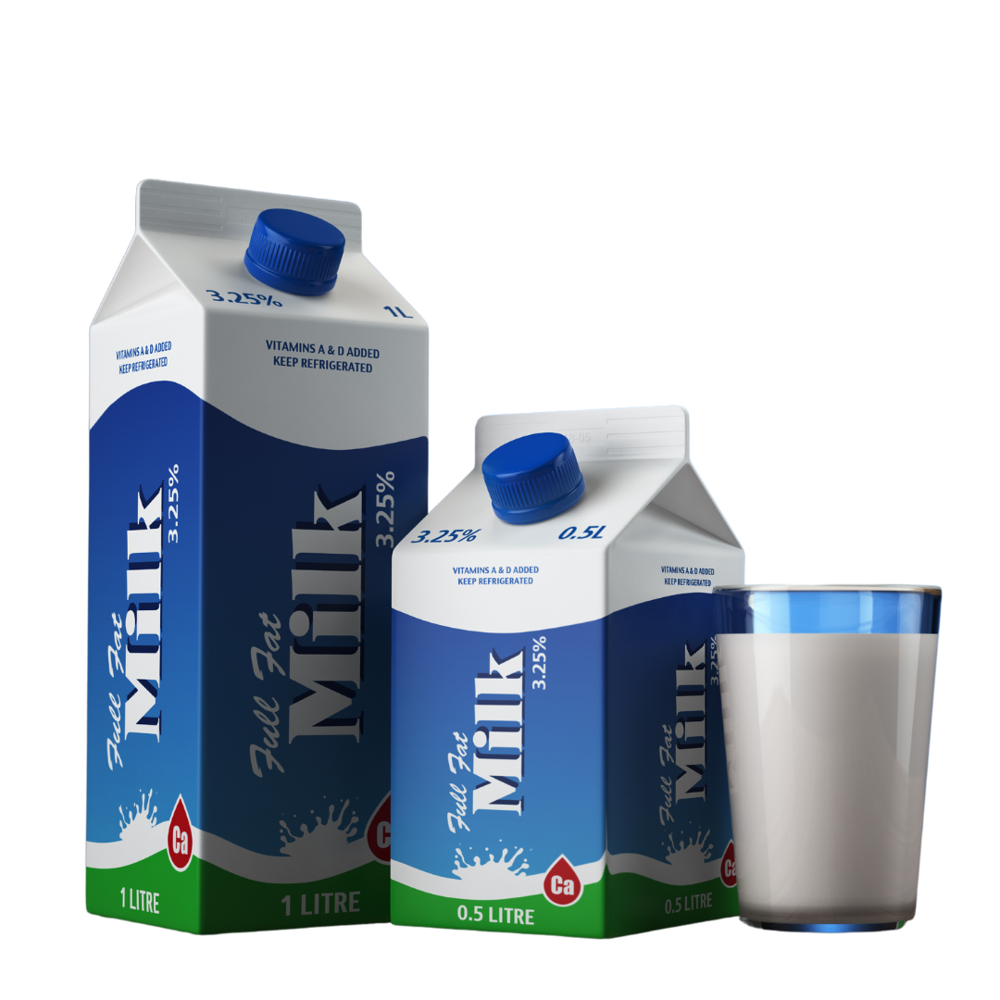 3.25%
1L
VITAMINS A & D ADDED
KEEP REFRIGERATED
VITAMINS A & D ADDED
KEEP REFRIGERATED
Full Fat
Milk
3.25%
Full Fat
Milk
3.25%
Ca
1 LITRE
1 LITRE
3.25%
0.5L
VITAMINS A & D ADDED
KEEP REFRIGERATED
VITAMINS A & D ADDED
KEEP REFRIGERATED
Full Fat
Milk
3.25%
Full Fat
Milk
3.25%
Ca
Ca
0.5 LITRE
0.5 LITRE